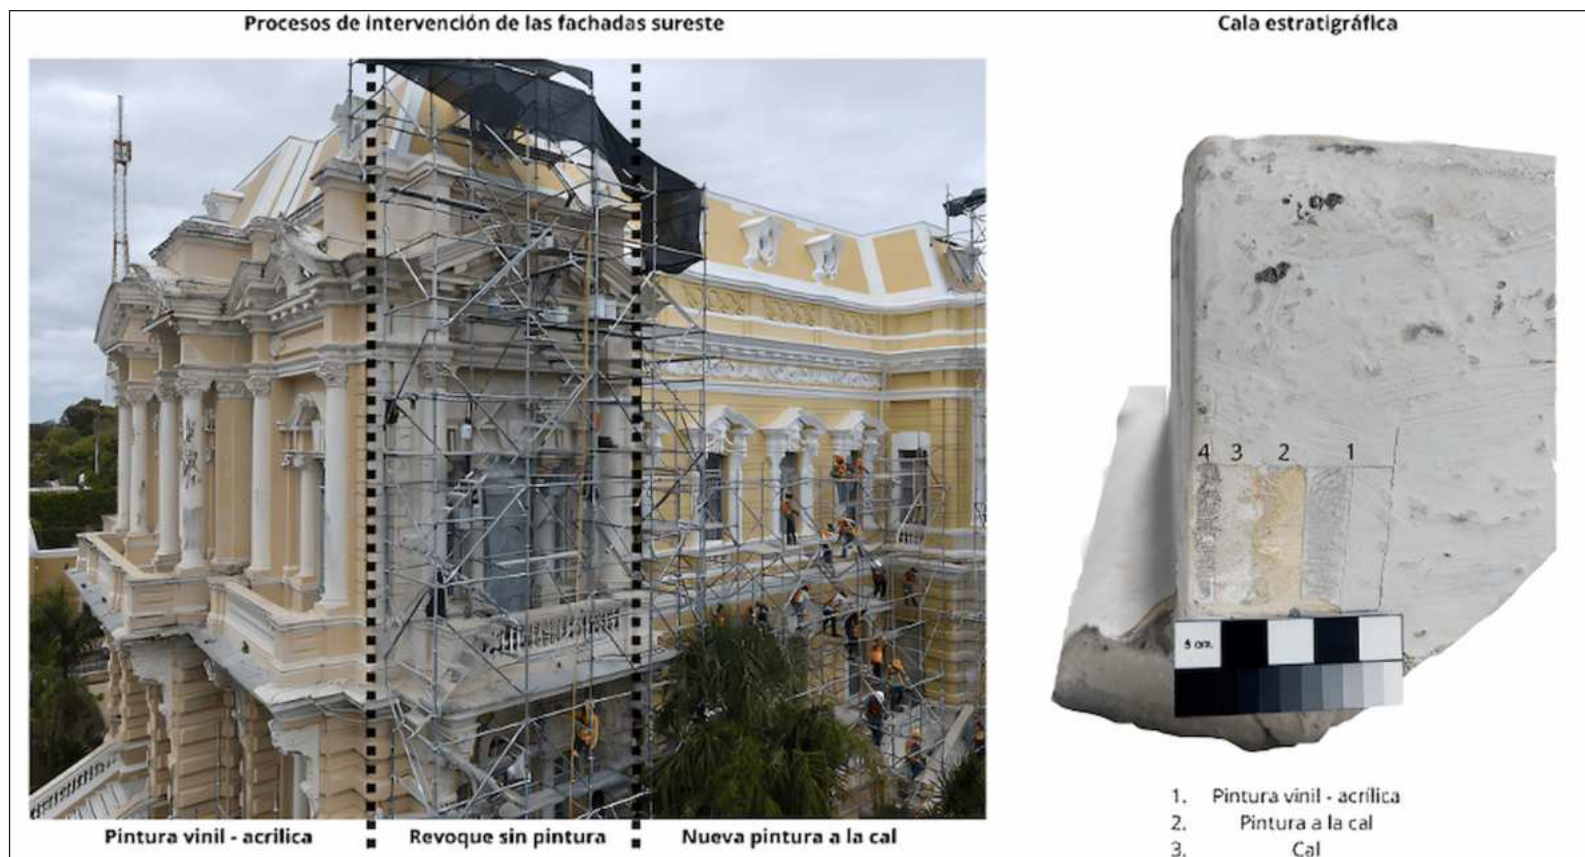 Procesos de intervención de las fachadas sureste
Cala estratigráfica
4 3 2 1
5 cm.
Pintura vinil - acrilica
Revoque sin pintura
Nueva pintura a la cal
1. Pintura vinil - acrílica
2. Pintura a la cal
3. Cal